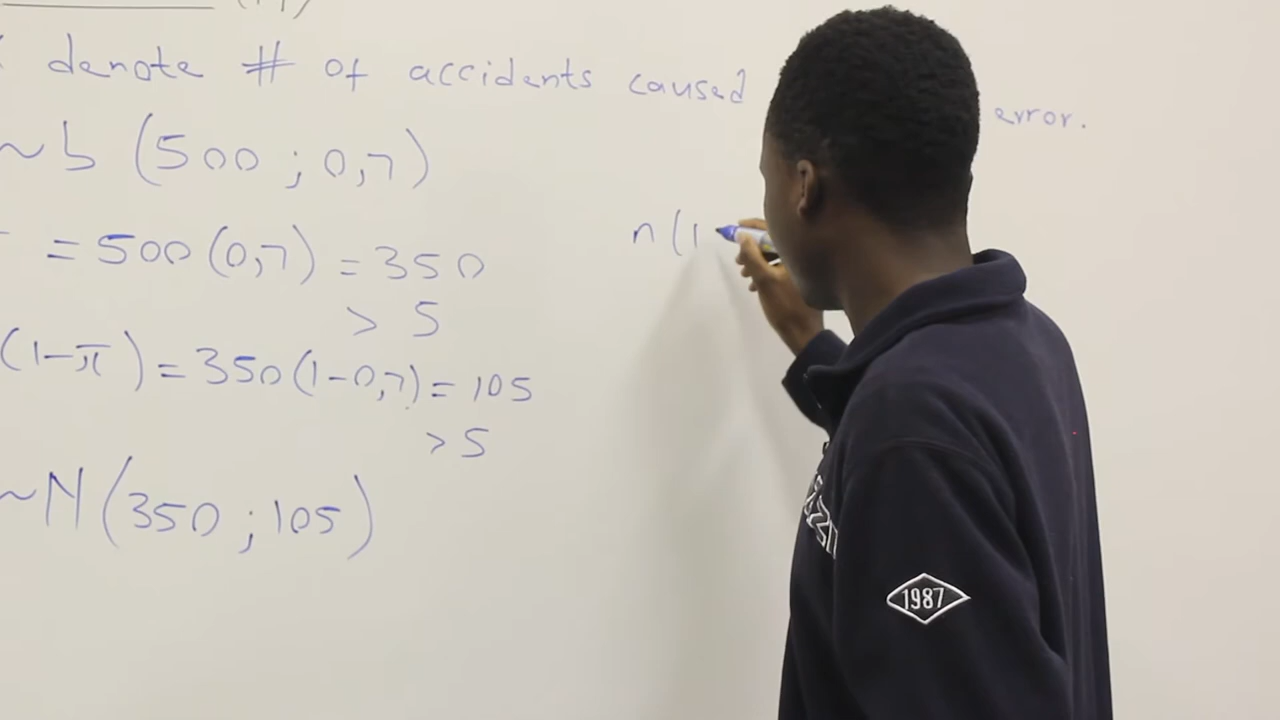 denote # of accidents caused error.
~b (500 ; 0,7)
= 500 (0,7) = 350
> 5
n (1
(1-π) = 350 (1-0,7) = 105
> 5
~N (350 ; 105)
1987